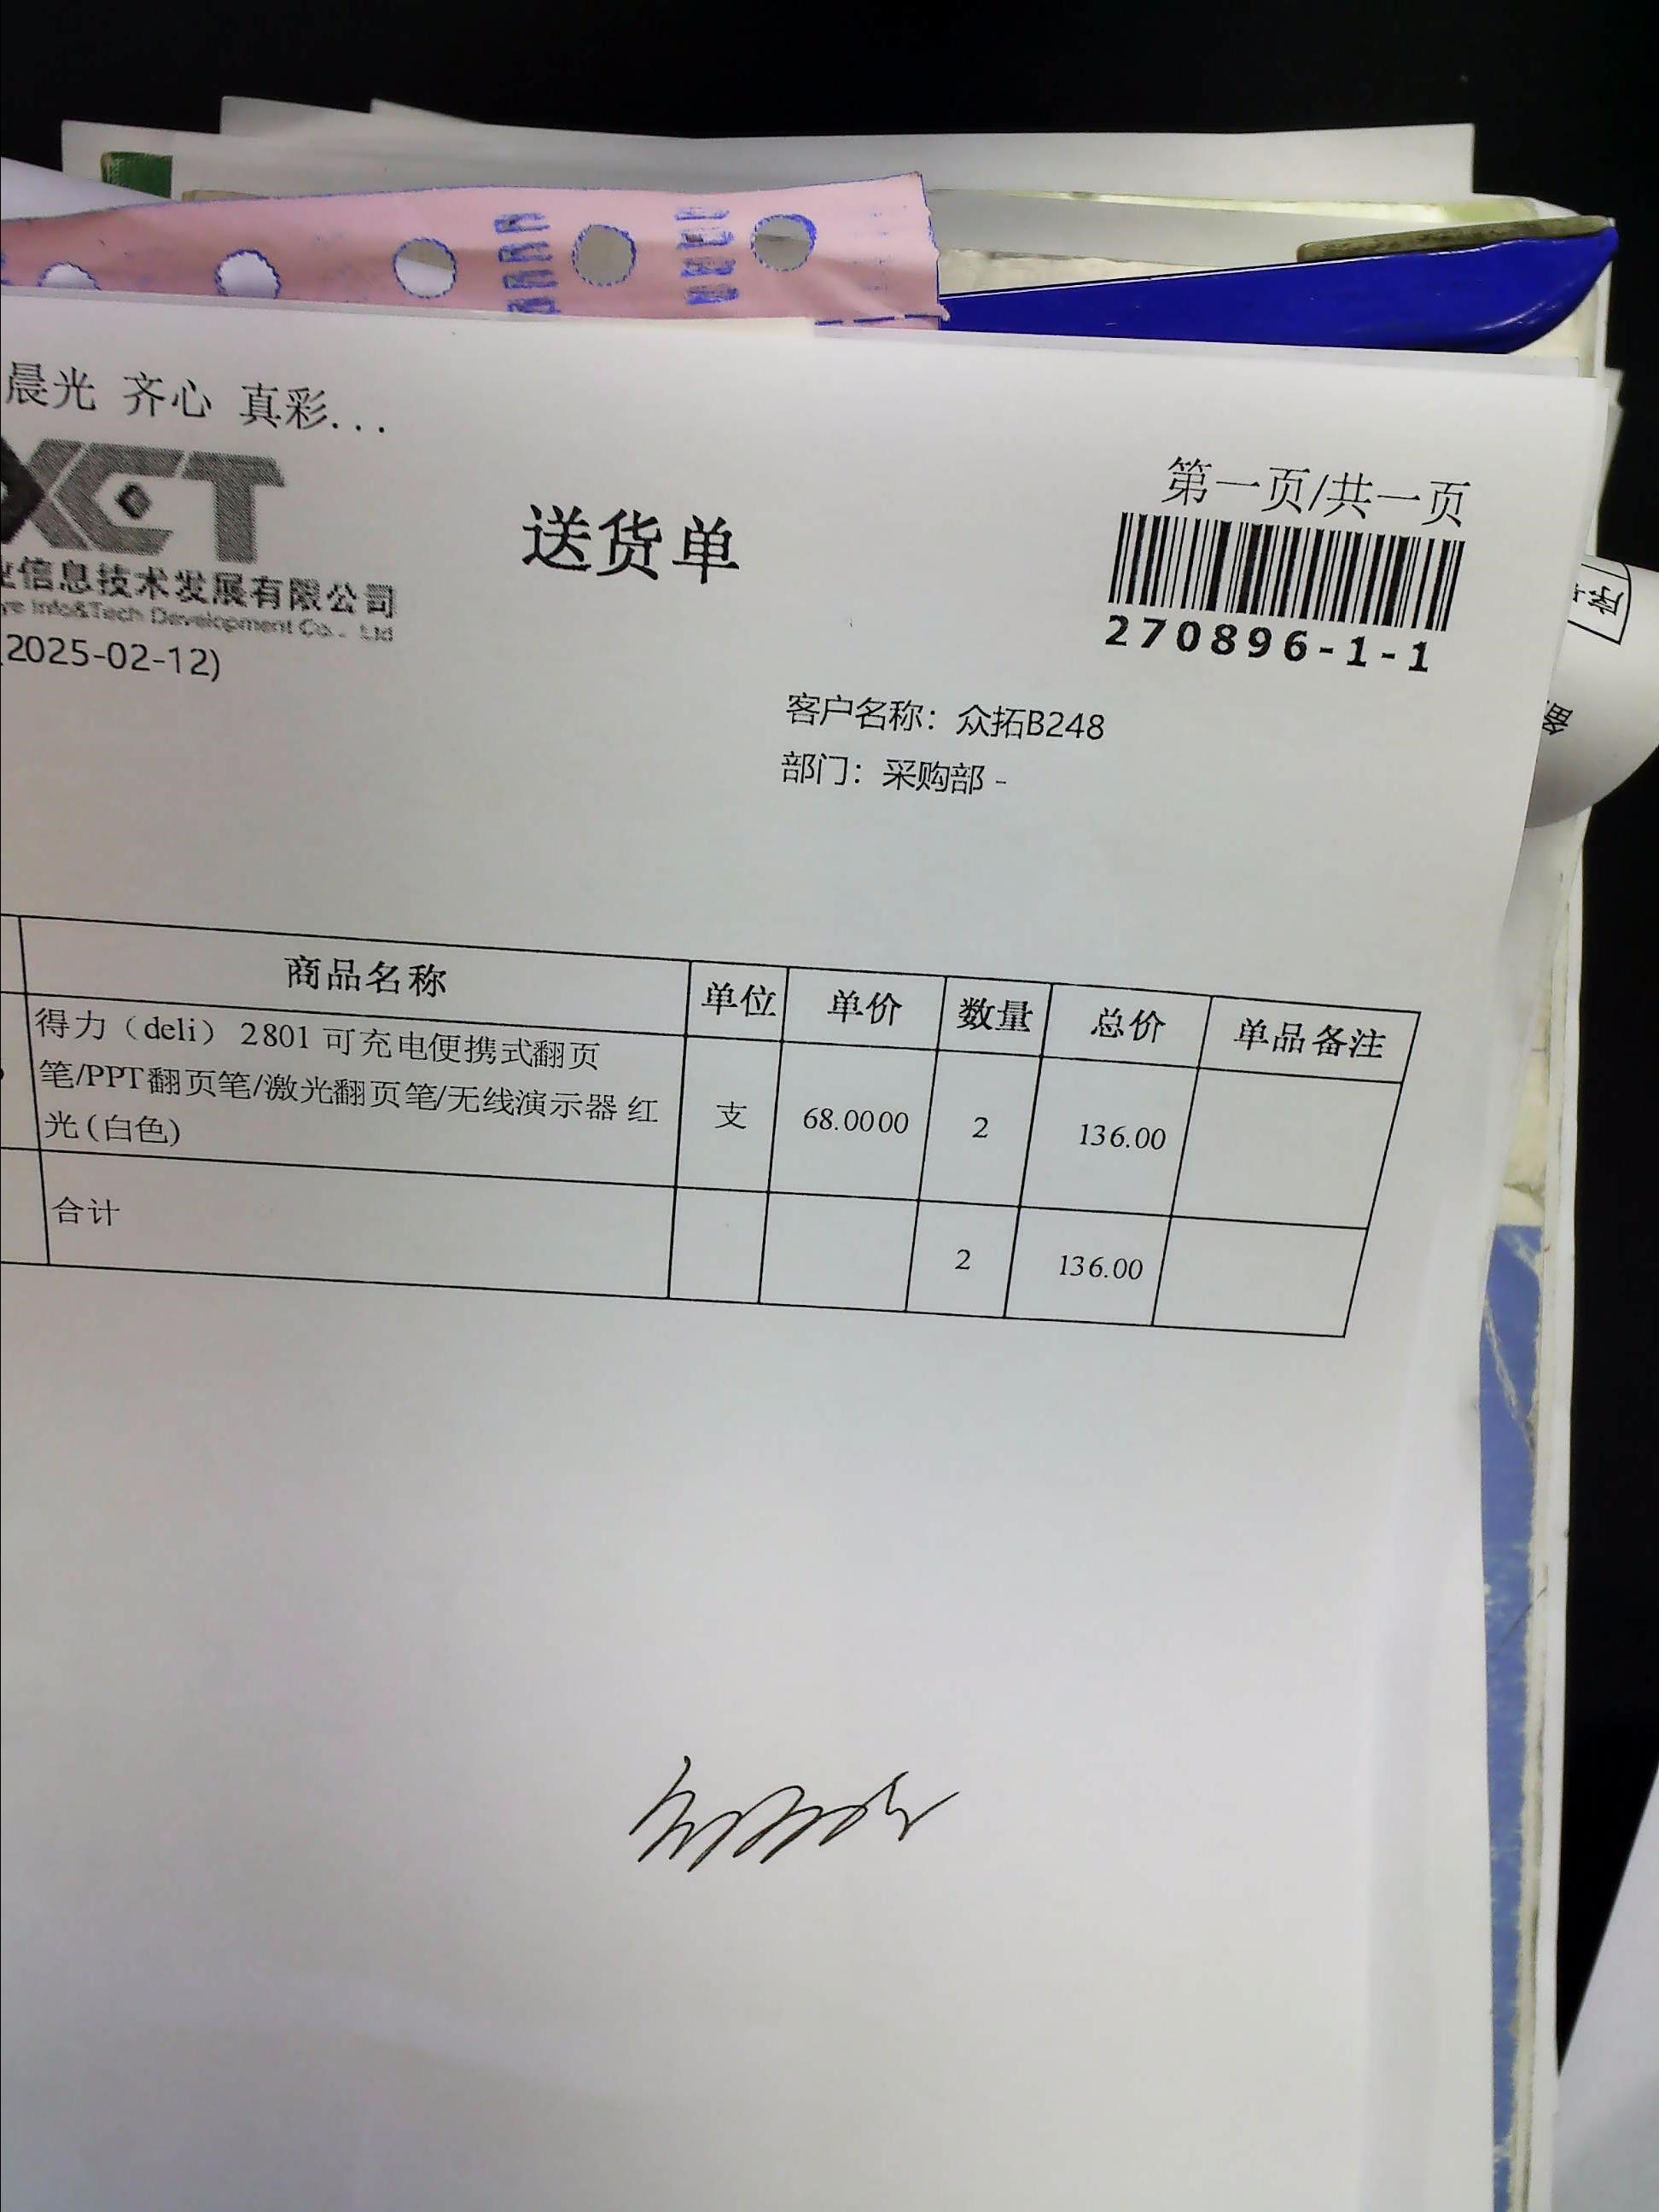 晨光 齐心 真彩...
XCT
第一页/共一页
送货单
信息技术发展有限公司
ye Info&Tech Development Co., Ltd
270896-1-1
(2025-02-12)
客户名称：众拓B248
部门：采购部 -
商品名称 单位 单价 数量 总价 单品备注
得力（deli） 2801 可充电便携式翻页
笔/PPT翻页笔/激光翻页笔/无线演示器 红
光(白色)
支 68.0000 2 136.00
合计 2 136.00
序